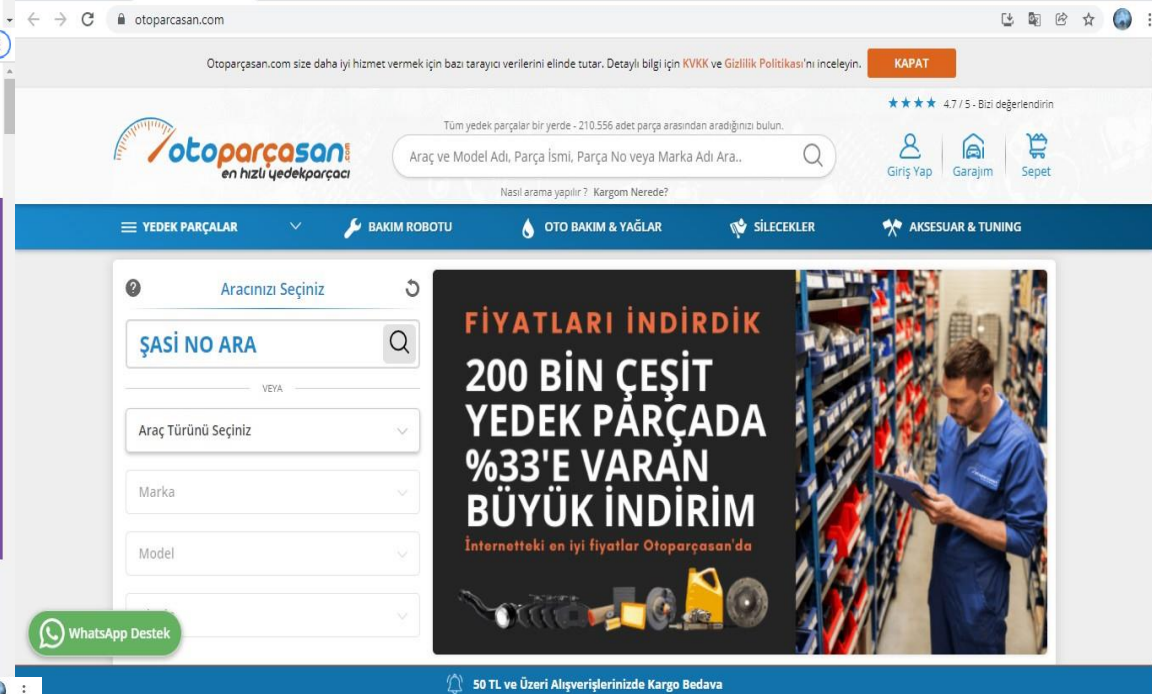 otoparcasan.com
Otoparçasan.com size daha iyi hizmet vermek için bazı tarayıcı verilerini elinde tutar. Detaylı bilgi için KVKK ve Gizlilik Politikası'nı inceleyin.
KAPAT
4.7 / 5 - Bizi değerlendirin
Tüm yedek parçalar bir yerde - 210.556 adet parça arasından aradığınızı bulun.
otoparçasan
en hızlı yedekparçacı
Araç ve Model Adı, Parça İsmi, Parça No veya Marka Adı Ara..
Giriş Yap
Garajım
Sepet
Nasıl arama yapılır ? Kargom Nerede?
YEDEK PARÇALAR
BAKIM ROBOTU
OTO BAKIM & YAĞLAR
SİLECEKLER
AKSESUAR & TUNING
Aracınızı Seçiniz
ŞASİ NO ARA
VEYA
Araç Türünü Seçiniz
Marka
Model
WhatsApp Destek
FİYATLARI İNDİRDİK
200 BİN ÇEŞİT
YEDEK PARÇADA
%33'E VARAN
BÜYÜK İNDİRİM
İnternetteki en iyi fiyatlar Otoparçasan'da
50 TL ve Üzeri Alışverişlerinizde Kargo Bedava